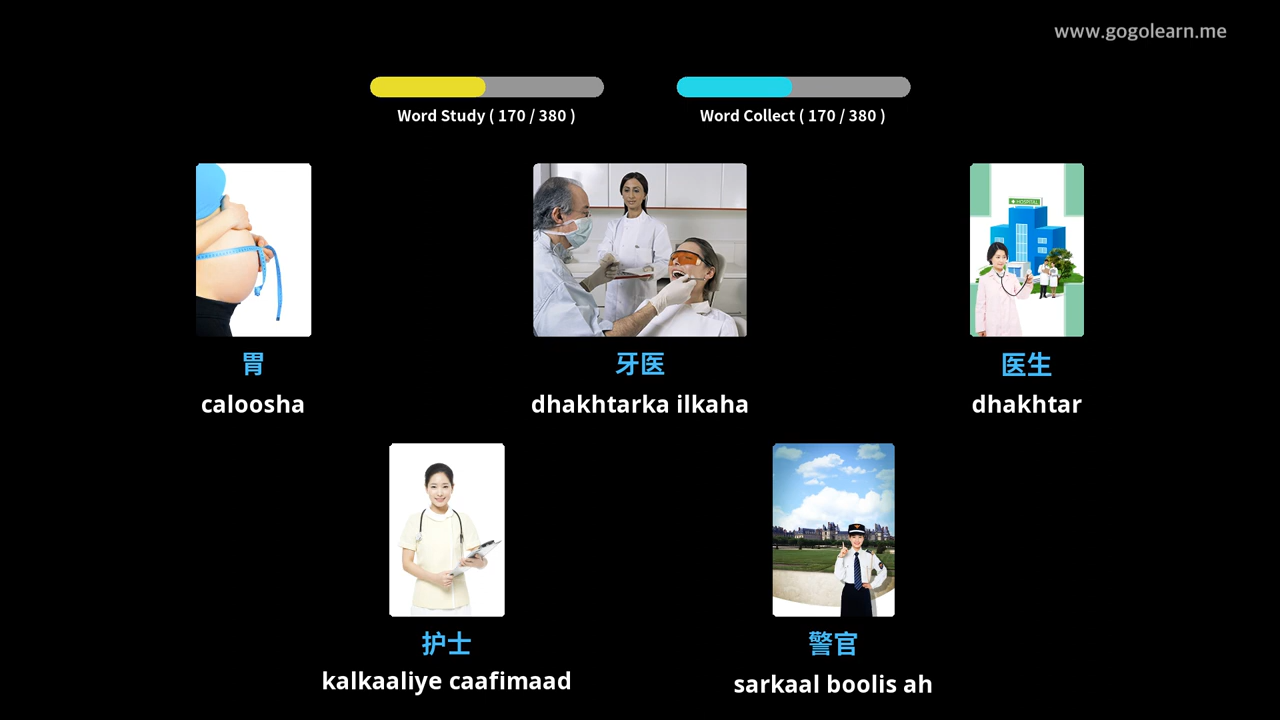 www.gogolearn.me
Word Study ( 170 / 380 )
Word Collect ( 170 / 380 )
HOSPITAL
胃
牙医
医生
caloosha
dhakhtarka ilkaha
dhakhtar
护士
警官
kalkaaliye caafimaad
sarkaal boolis ah